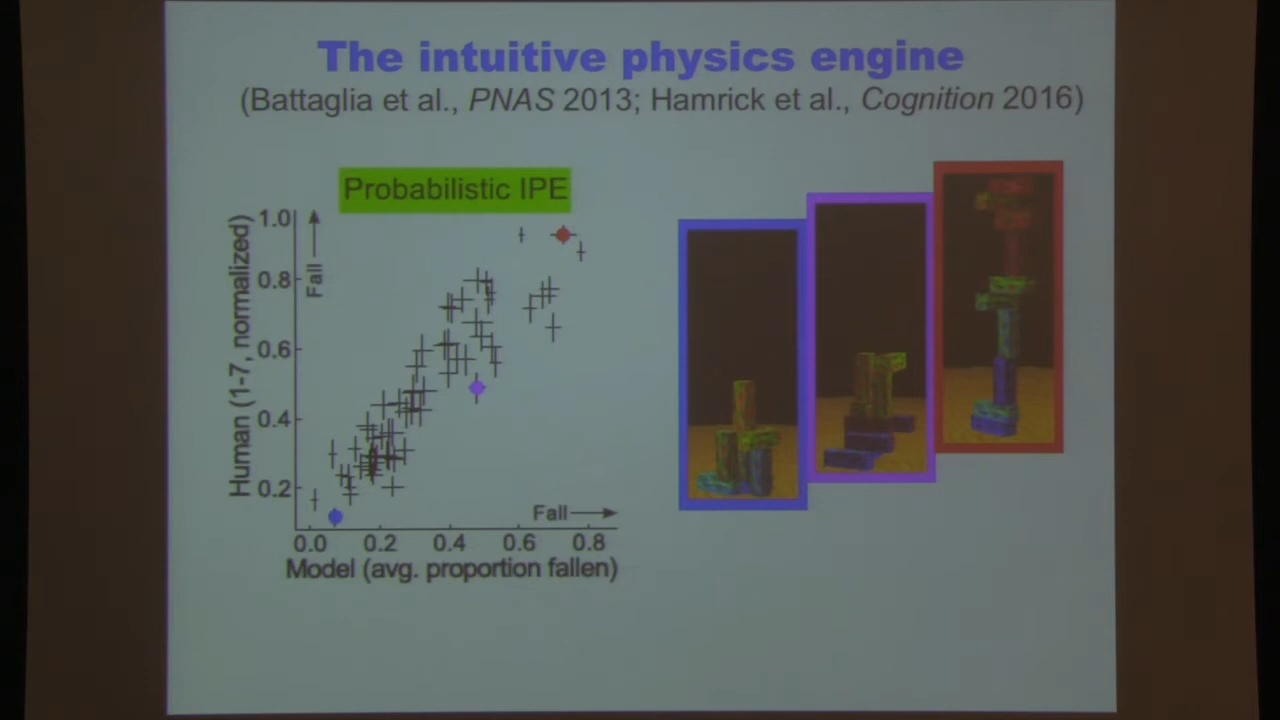 The intuitive physics engine
(Battaglia et al., PNAS 2013; Hamrick et al., Cognition 2016)
Probabilistic IPE
Human (1-7, normalized)
1.0
0.8
0.6
0.4
0.2
Fall
Fall
0.0 0.2 0.4 0.6 0.8
Model (avg. proportion fallen)